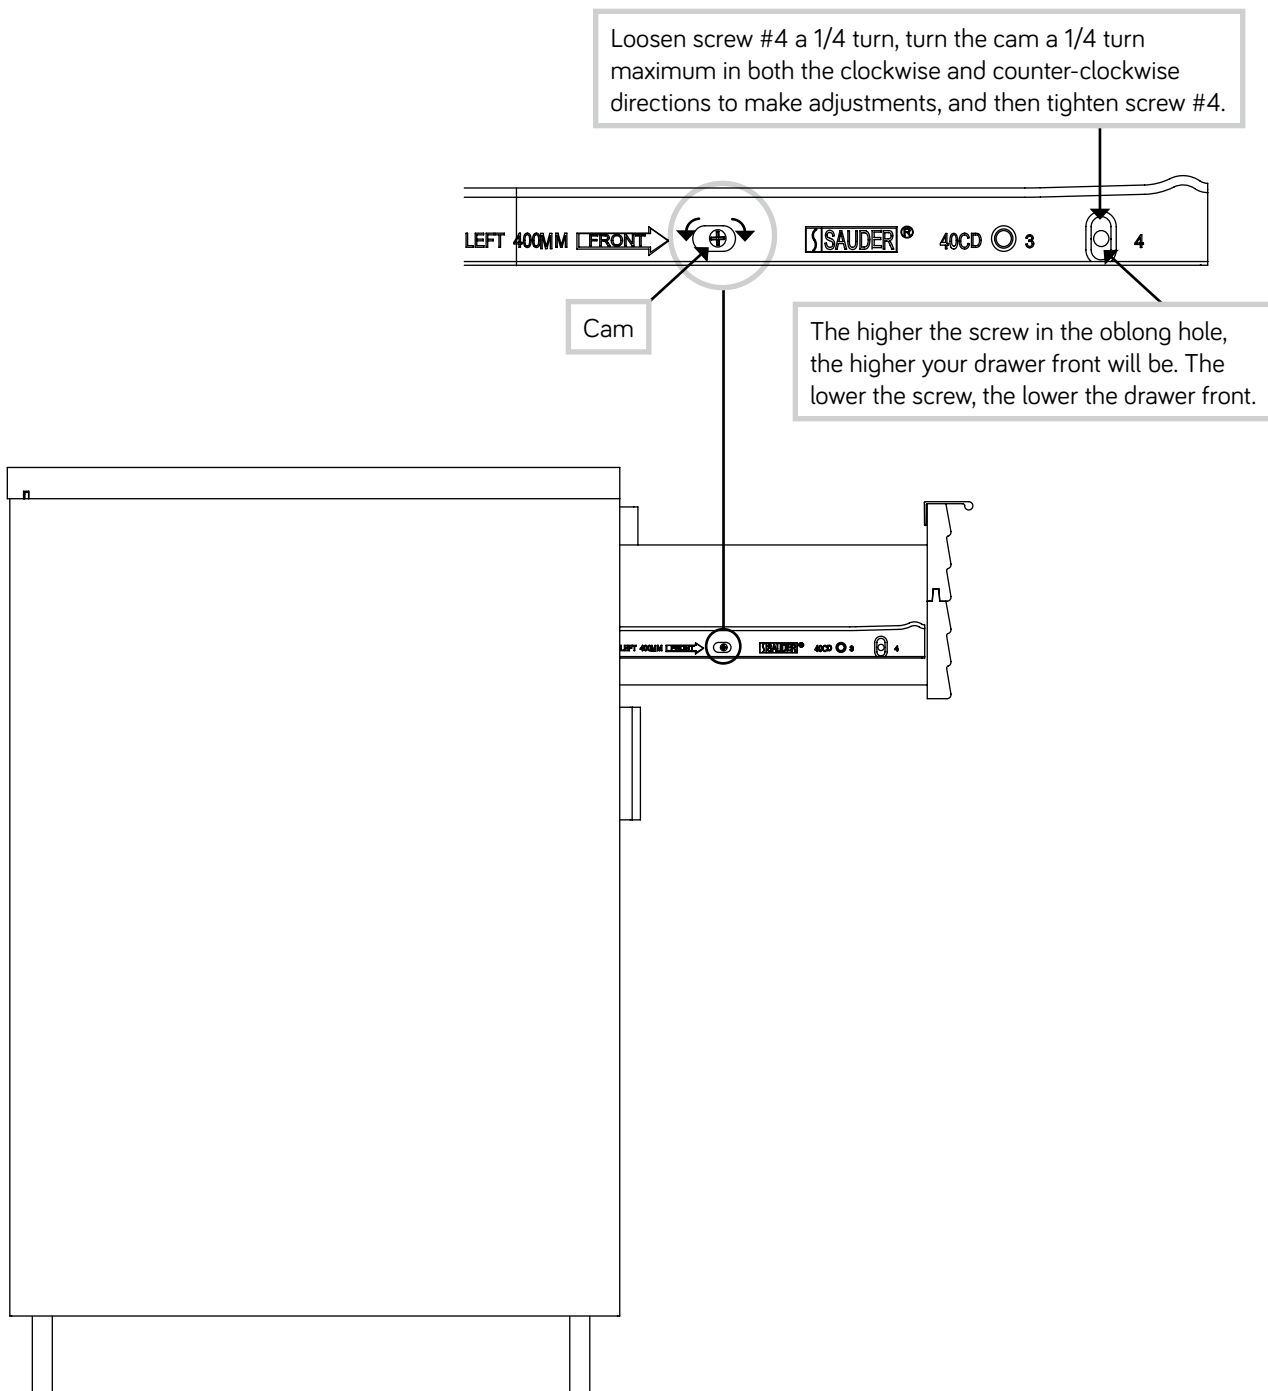 Loosen screw #4 a 1/4 turn, turn the cam a 1/4 turn
maximum in both the clockwise and counter-clockwise
directions to make adjustments, and then tighten screw #4.
LEFT 400MM FRONT SAUDER® 40CD 3 4
Cam
The higher the screw in the oblong hole,
the higher your drawer front will be. The
lower the screw, the lower the drawer front.
LEFT 400MM FRONT SAUDER® 40CD 3 4